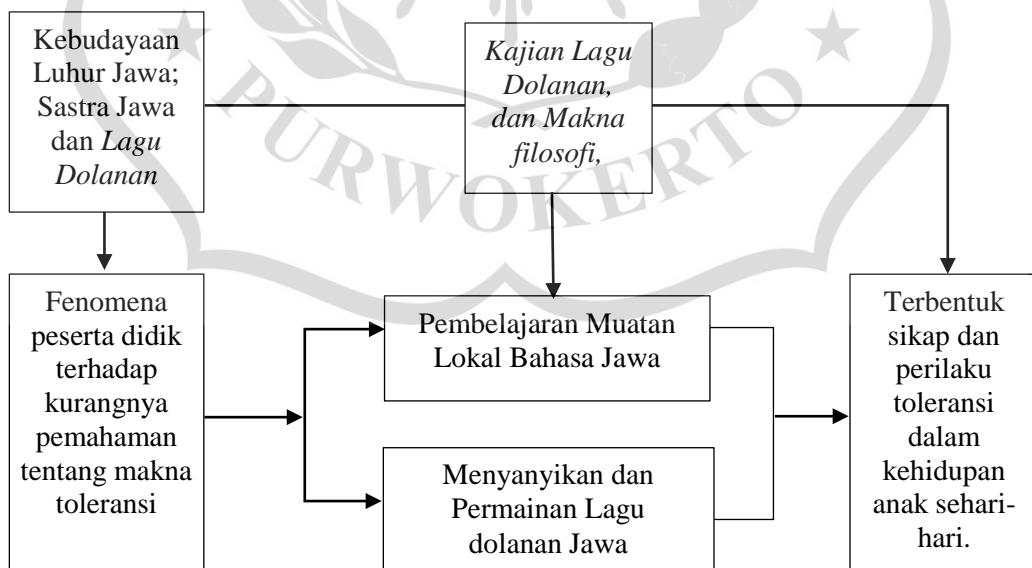 Kebudayaan
Luhur Jawa;
Sastra Jawa
dan Lagu
Dolanan
Kajian Lagu
Dolanan,
dan Makna
filosofi,
PURWOKERTO
Fenomena
peserta didik
terhadap
kurangnya
pemahaman
tentang makna
toleransi
Pembelajaran Muatan
Lokal Bahasa Jawa
Menyanyikan dan
Permainan Lagu
dolanan Jawa
Terbentuk
sikap dan
perilaku
toleransi
dalam
kehidupan
anak sehari-
hari.